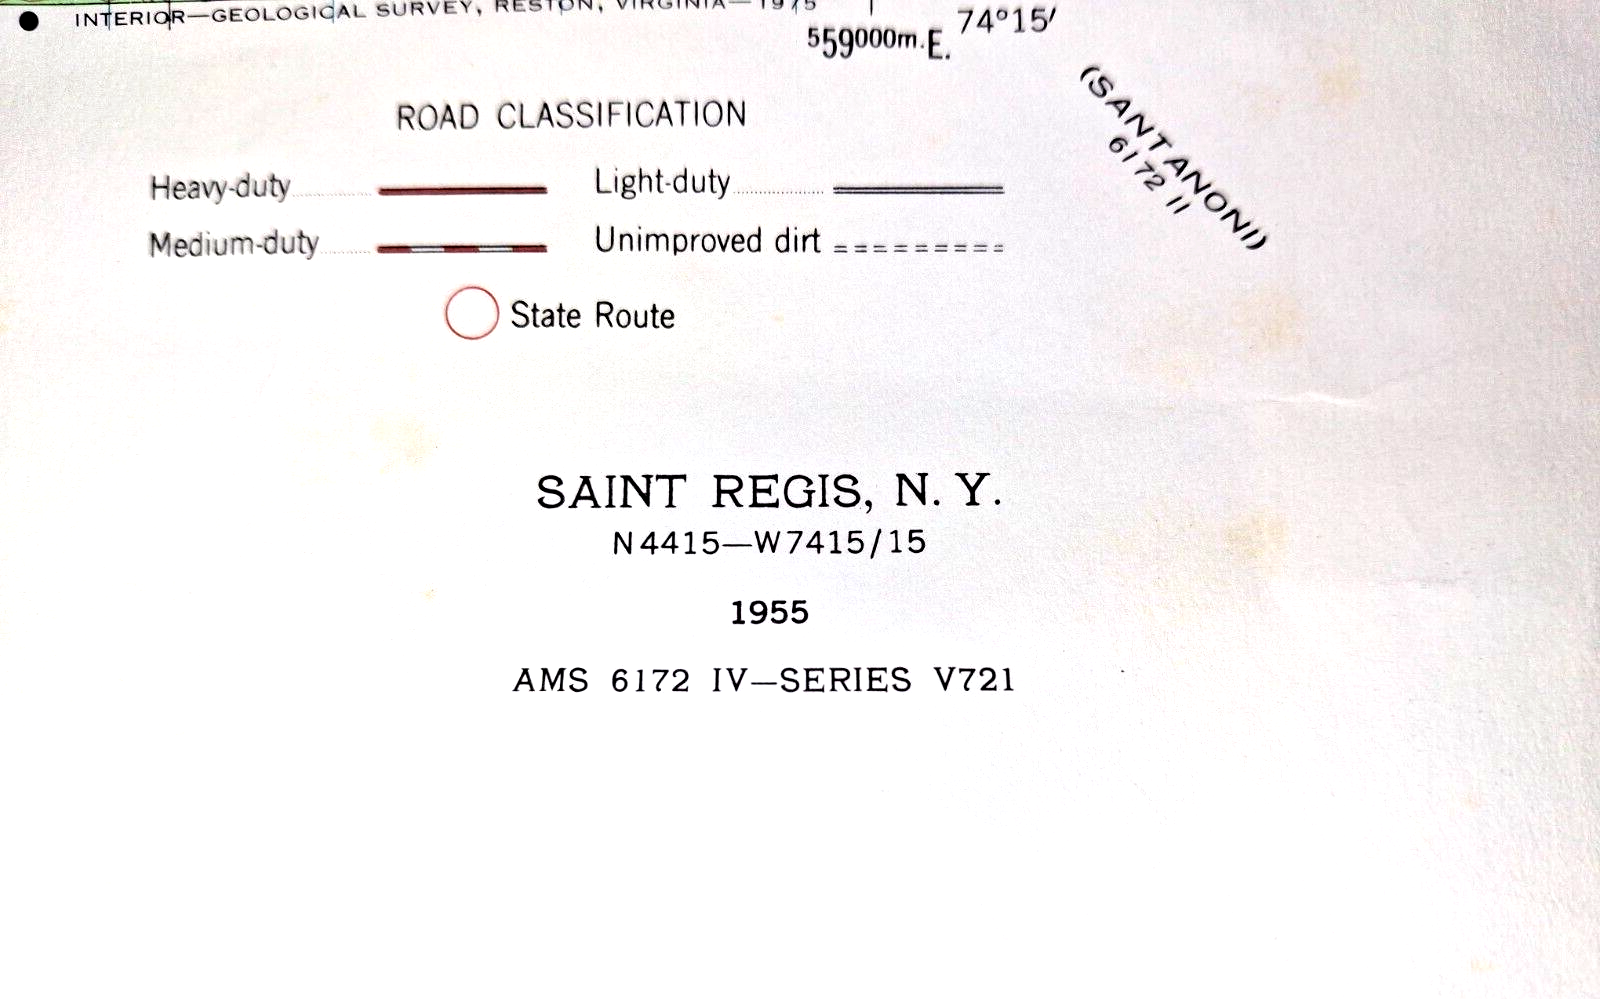 INTERIOR—GEOLOGICAL SURVEY, RESTON, VIRGINIA—1975
559000m.E. 74°15′
(SANTANONI)
6172 II
ROAD CLASSIFICATION
Heavy-duty Light-duty
Medium-duty Unimproved dirt
State Route
SAINT REGIS, N. Y.
N4415—W7415/15
1955
AMS 6172 IV—SERIES V721